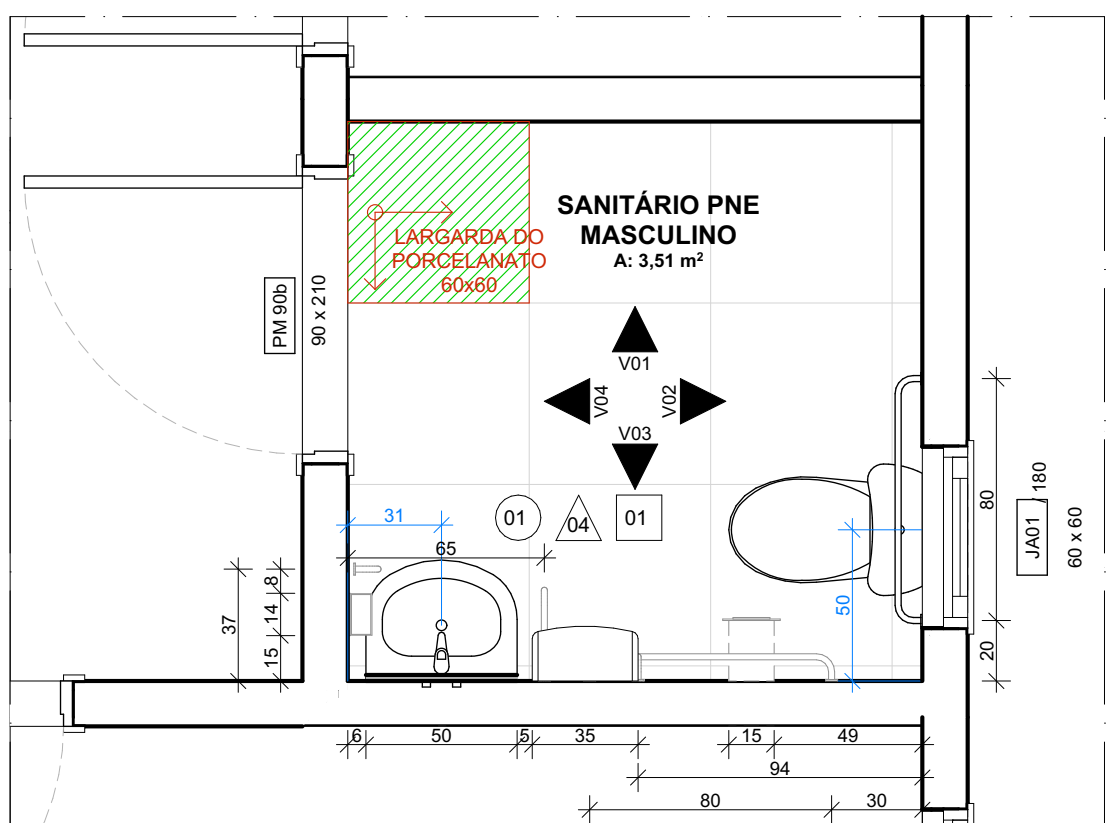 SANITÁRIO PNE
MASCULINO
A: 3,51 m²
LARGARDA DO
PORCELANATO
60x60
PM 90b
90 x 210
V01
V04
V02
V03
01
04
01
31
65
50
37
8
14
15
80
20
JA01
/180
60 x 60
6
50
5
35
15
49
94
80
30